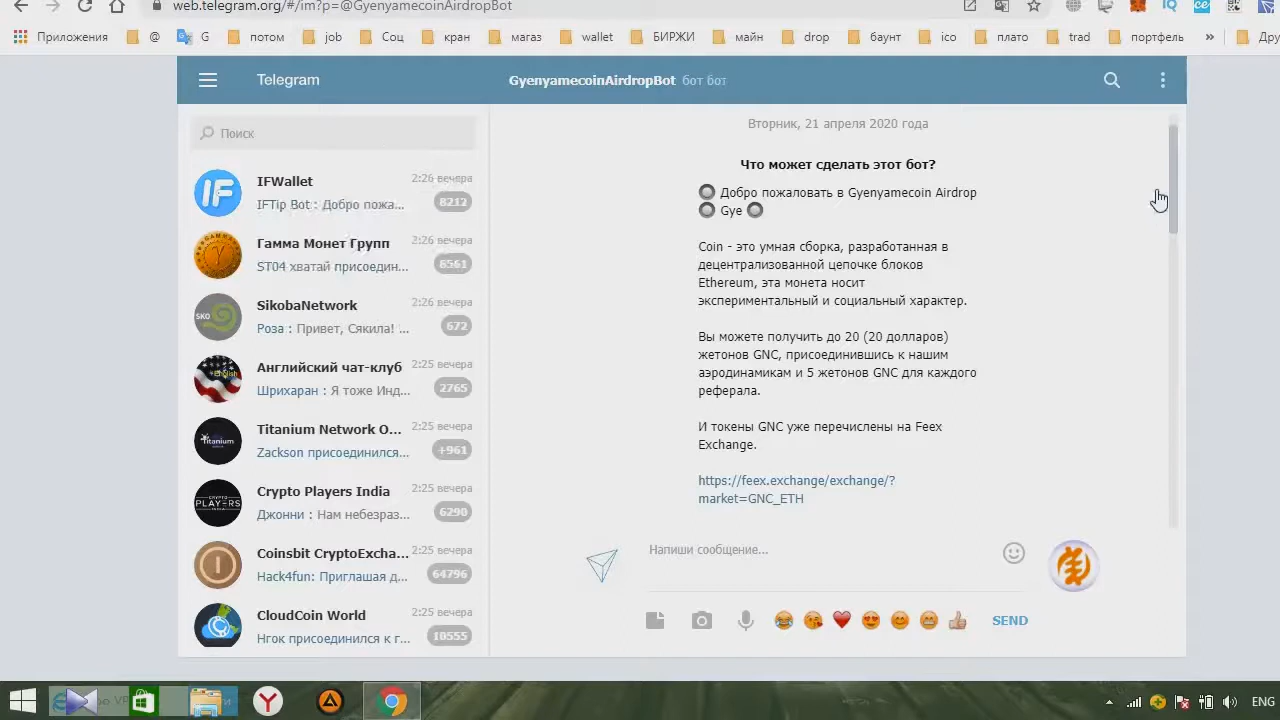 web.telegram.org/#/im?p=@GyenyamecoinAirdropBot
Приложения @ G потом job Соц кран магаз wallet БИРЖИ майн drop баунт ico плато trad портфель » Дру
Telegram
GyenyamecoinAirdropBot бот бот
Поиск
IFWallet 2:26 вечера
IFTip Bot : Добро пожа... 8212
Гамма Монет Групп 2:26 вечера
ST04 хватай присоедин... 8561
SikobaNetwork 2:26 вечера
Роза : Привет, Сякила! ... 672
Английский чат-клуб 2:25 вечера
Шрихаран : Я тоже Инд... 2765
Titanium Network O... 2:25 вечера
Zackson присоединился... +961
Crypto Players India 2:25 вечера
Джонни : Нам небезраз... 6290
Coinsbit CryptoExcha... 2:25 вечера
Hack4fun: Приглашая д... 64796
CloudCoin World 2:25 вечера
Нгок присоединился к г... 10555
Вторник, 21 апреля 2020 года
Что может сделать этот бот?
Добро пожаловать в Gyenyamecoin Airdrop
Gye
Coin - это умная сборка, разработанная в
децентрализованной цепочке блоков
Ethereum, эта монета носит
экспериментальный и социальный характер.
Вы можете получить до 20 (20 долларов)
жетонов GNC, присоединившись к нашим
аэродинамикам и 5 жетонов GNC для каждого
реферала.
И токены GNC уже перечислены на Feex
Exchange.
https://feex.exchange/exchange/?
market=GNC_ETH
Напиши сообщение...
SEND
ENG